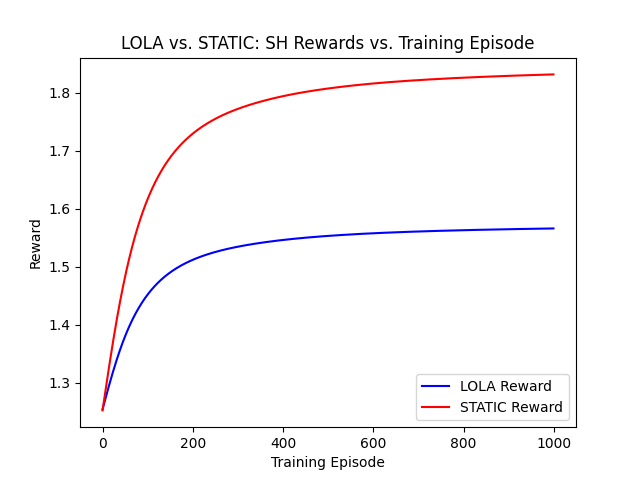 LOLA vs. STATIC: SH Rewards vs. Training Episode
Reward
1.8
1.7
1.6
1.5
1.4
1.3
0
200
400
600
800
1000
Training Episode
LOLA Reward
STATIC Reward